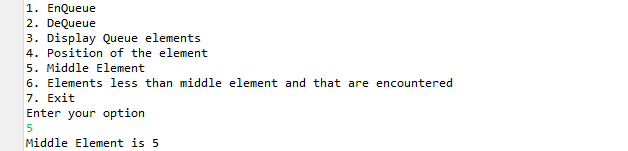 1. EnQueue
2. DeQueue
3. Display Queue elements
4. Position of the element
5. Middle Element
6. Elements less than middle element and that are encountered
7. Exit
Enter your option
5
Middle Element is 5